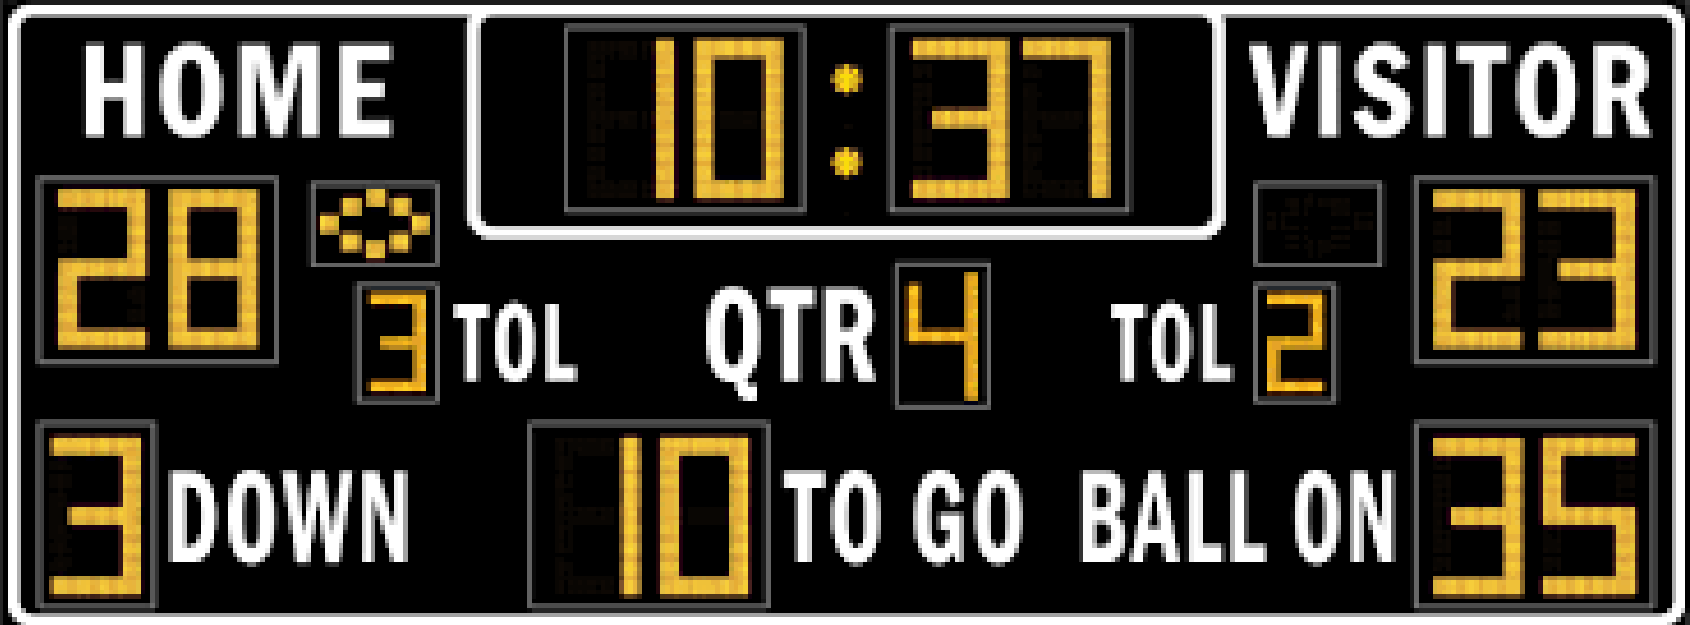 HOME 10:37 VISITOR
28 23
3 TOL QTR 4 TOL 2
3 DOWN 10 TO GO BALL ON 35